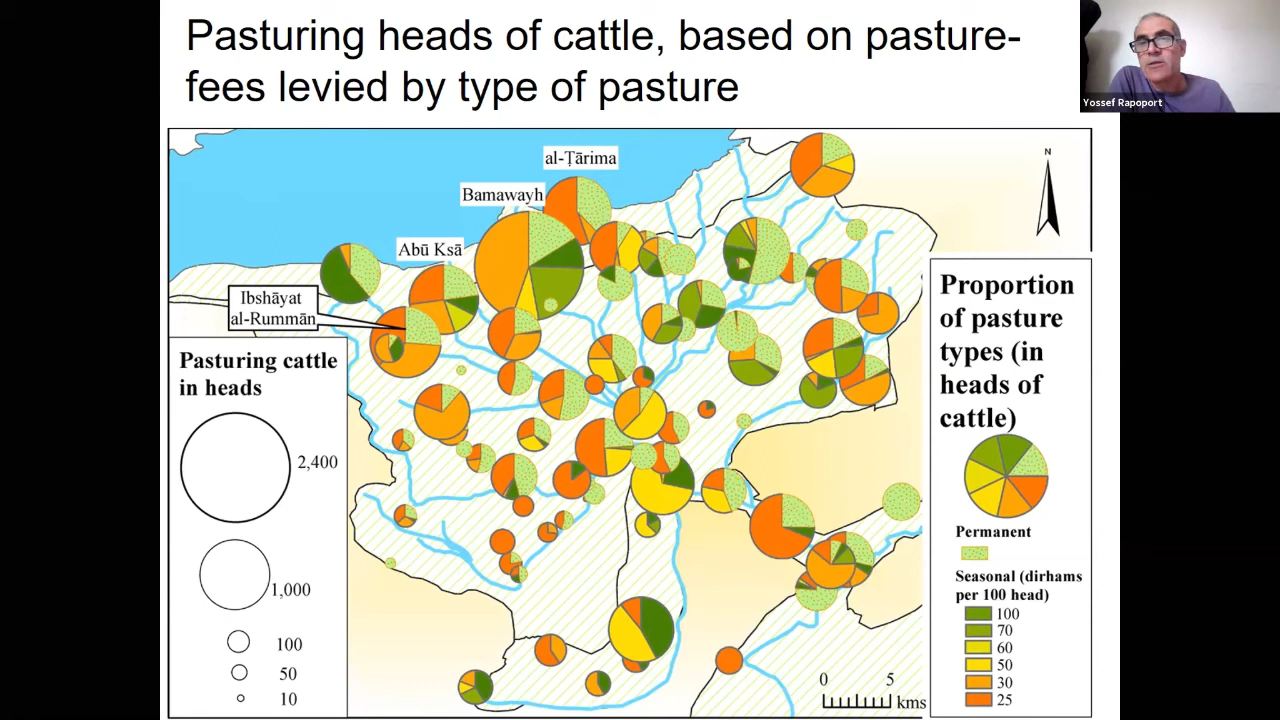 Pasturing heads of cattle, based on pasture-
fees levied by type of pasture
Yossef Rapoport
al-Ṭārima
Bamawayh
Abū Ksā
Ibshāyat
al-Rummān
N
Pasturing cattle
in heads
2,400
1,000
100
50
10
0 5
kms
Proportion
of pasture
types (in
heads of
cattle)
Permanent
Seasonal (dirhams
per 100 head)
100
70
60
50
30
25